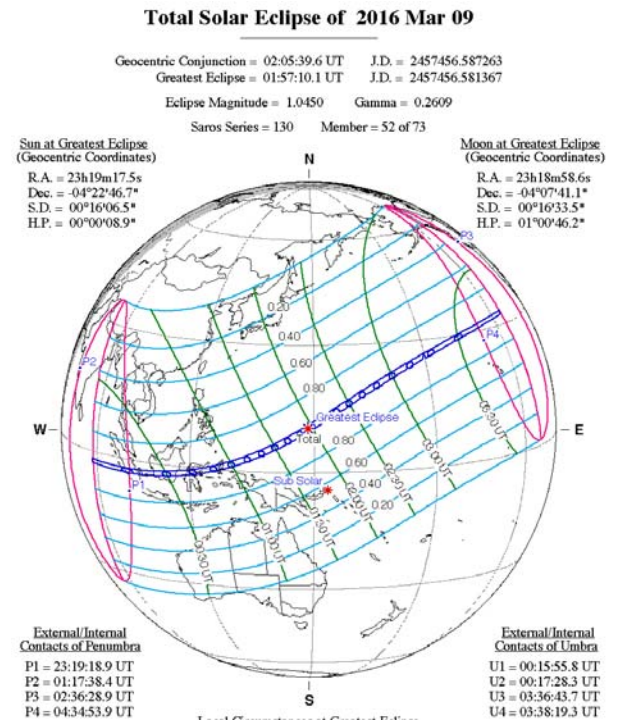 Total Solar Eclipse of 2016 Mar 09
Geocentric Conjunction = 02:05:39.6 UT J.D. = 2457456.587263
Greatest Eclipse = 01:57:10.1 UT J.D. = 2457456.581367
Eclipse Magnitude = 1.0450 Gamma = 0.2609
Saros Series = 130 Member = 52 of 73
Sun at Greatest Eclipse
(Geocentric Coordinates)
R.A. = 23h19m17.5s
Dec. = -04°22'46.7"
S.D. = 00°16'06.5"
H.P. = 00°00'08.9"
Moon at Greatest Eclipse
(Geocentric Coordinates)
R.A. = 23h18m58.6s
Dec. = -04°07'41.1"
S.D. = 00°16'33.5"
H.P. = 01°00'46.2"
N
P3
0.20
0.40
P4
P2
0.60
0.80
Greatest Eclipse
W
E
Total
0.80
05:30 UT
03:00 UT
0.60
P1
Sub Solar
0.40
02:30 UT
0.20
02:00 UT
01:30 UT
01:00 UT
00:30 UT
S
External/Internal
Contacts of Penumbra
P1 = 23:19:18.9 UT
P2 = 01:17:38.4 UT
P3 = 02:36:28.9 UT
P4 = 04:34:53.9 UT
External/Internal
Contacts of Umbra
U1 = 00:15:55.8 UT
U2 = 00:17:28.3 UT
U3 = 03:36:43.7 UT
U4 = 03:38:19.3 UT
Local Circumstances at Greatest Eclipse